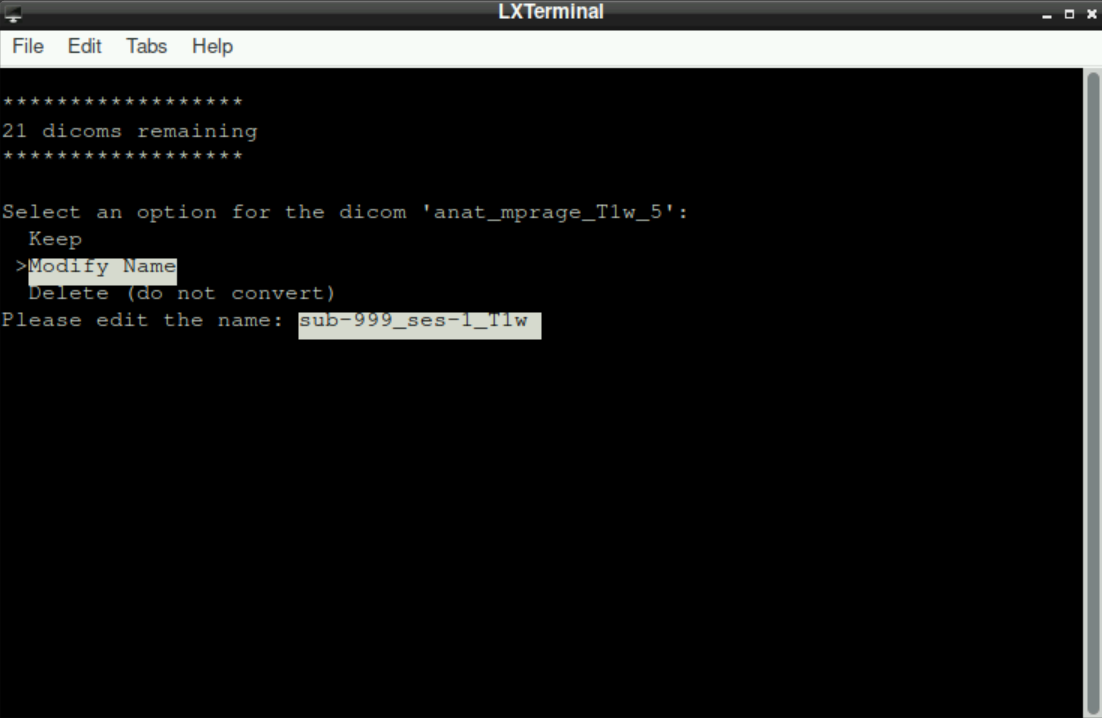 LXTerminal
File Edit Tabs Help
******************
21 dicoms remaining
******************
Select an option for the dicom 'anat_mprage_T1w_5':
Keep
>Modify Name
Delete (do not convert)
Please edit the name: sub-999_ses-1_T1w